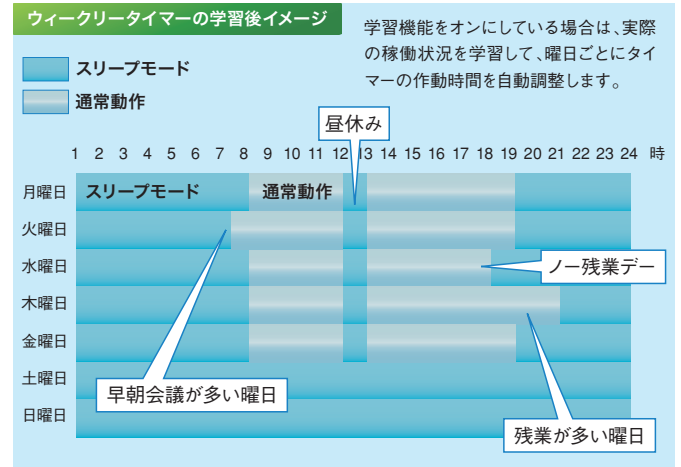 ウィークリータイマーの学習後イメージ
学習機能をオンにしている場合は、実際
の稼働状況を学習して、曜日ごとにタイ
マーの作動時間を自動調整します。
スリープモード
通常動作
昼休み
1 2 3 4 5 6 7 8 9 10 11 12 13 14 15 16 17 18 19 20 21 22 23 24 時
月曜日 スリープモード 通常動作
火曜日
水曜日
ノー残業デー
木曜日
金曜日
土曜日
早朝会議が多い曜日
日曜日
残業が多い曜日